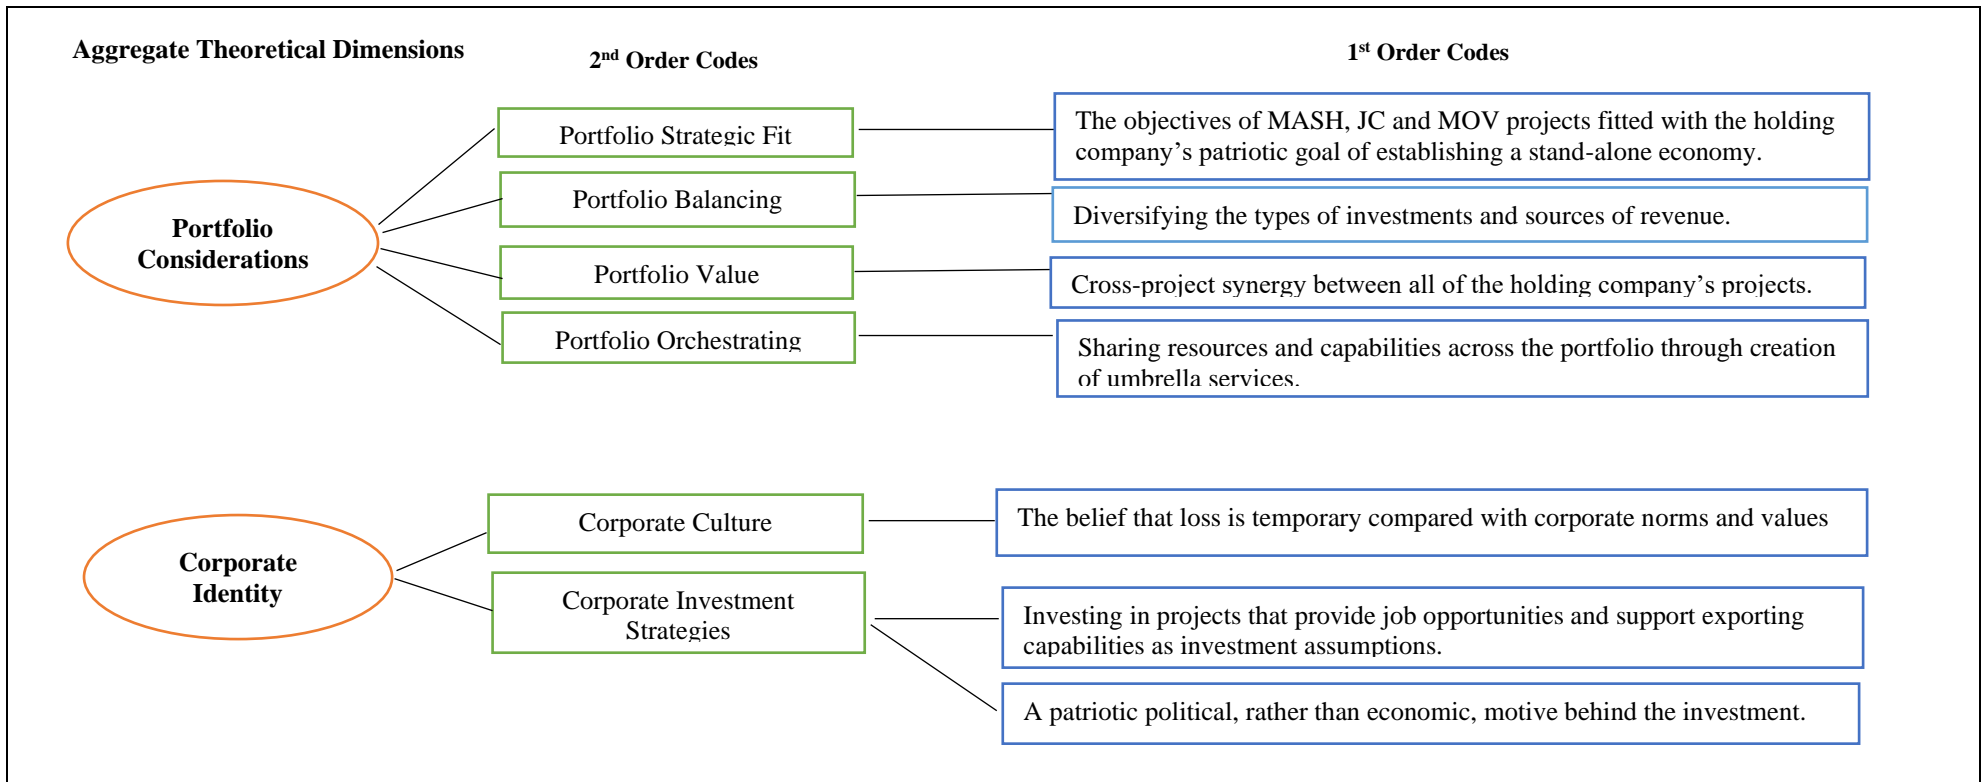 Aggregate Theoretical Dimensions
2nd Order Codes
1st Order Codes
Portfolio
Considerations
Portfolio Strategic Fit
The objectives of MASH, JC and MOV projects fitted with the holding
company’s patriotic goal of establishing a stand-alone economy.
Portfolio Balancing
Diversifying the types of investments and sources of revenue.
Portfolio Value
Cross-project synergy between all of the holding company’s projects.
Portfolio Orchestrating
Sharing resources and capabilities across the portfolio through creation
of umbrella services.
Corporate
Identity
Corporate Culture
The belief that loss is temporary compared with corporate norms and values
Corporate Investment
Strategies
Investing in projects that provide job opportunities and support exporting
capabilities as investment assumptions.
A patriotic political, rather than economic, motive behind the investment.